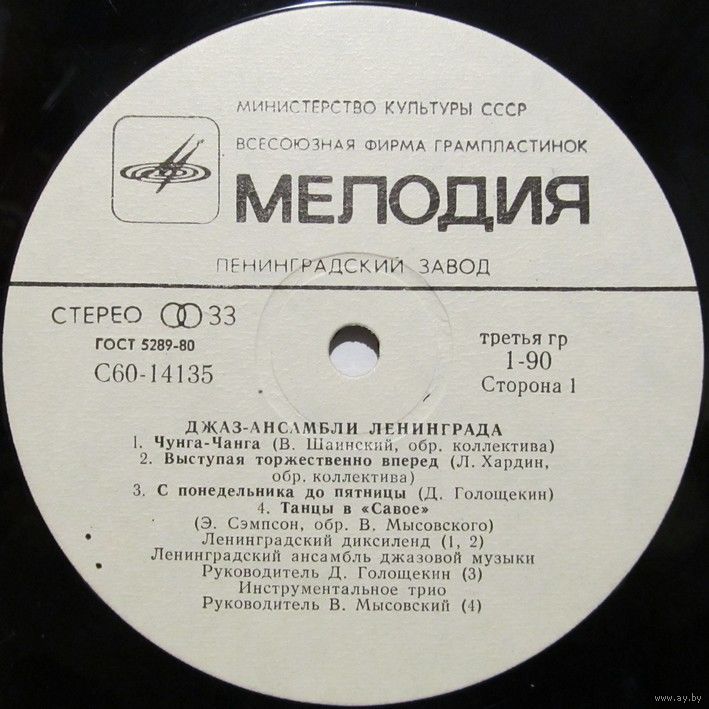 МИНИСТЕРСТВО КУЛЬТУРЫ СССР
ВСЕСОЮЗНАЯ ФИРМА ГРАМПЛАСТИНОК
МЕЛОДИЯ
ЛЕНИНГРАДСКИЙ ЗАВОД
СТЕРЕО 33
ГОСТ 5289-80
С60-14135
третья гр
1-90
Сторона 1
ДЖАЗ-АНСАМБЛИ ЛЕНИНГРАДА
1. Чунга-Чанга (В. Шаинский, обр. коллектива)
2. Выступая торжественно вперед (Л. Хардин,
обр. коллектива)
3. С понедельника до пятницы (Д. Голощекин)
4. Танцы в «Савое»
(Э. Сэмпсон, обр. В. Мысовского)
Ленинградский диксиленд (1, 2)
Ленинградский ансамбль джазовой музыки
Руководитель Д. Голощекин (3)
Инструментальное трио
Руководитель В. Мысовский (4)
www.ay.by